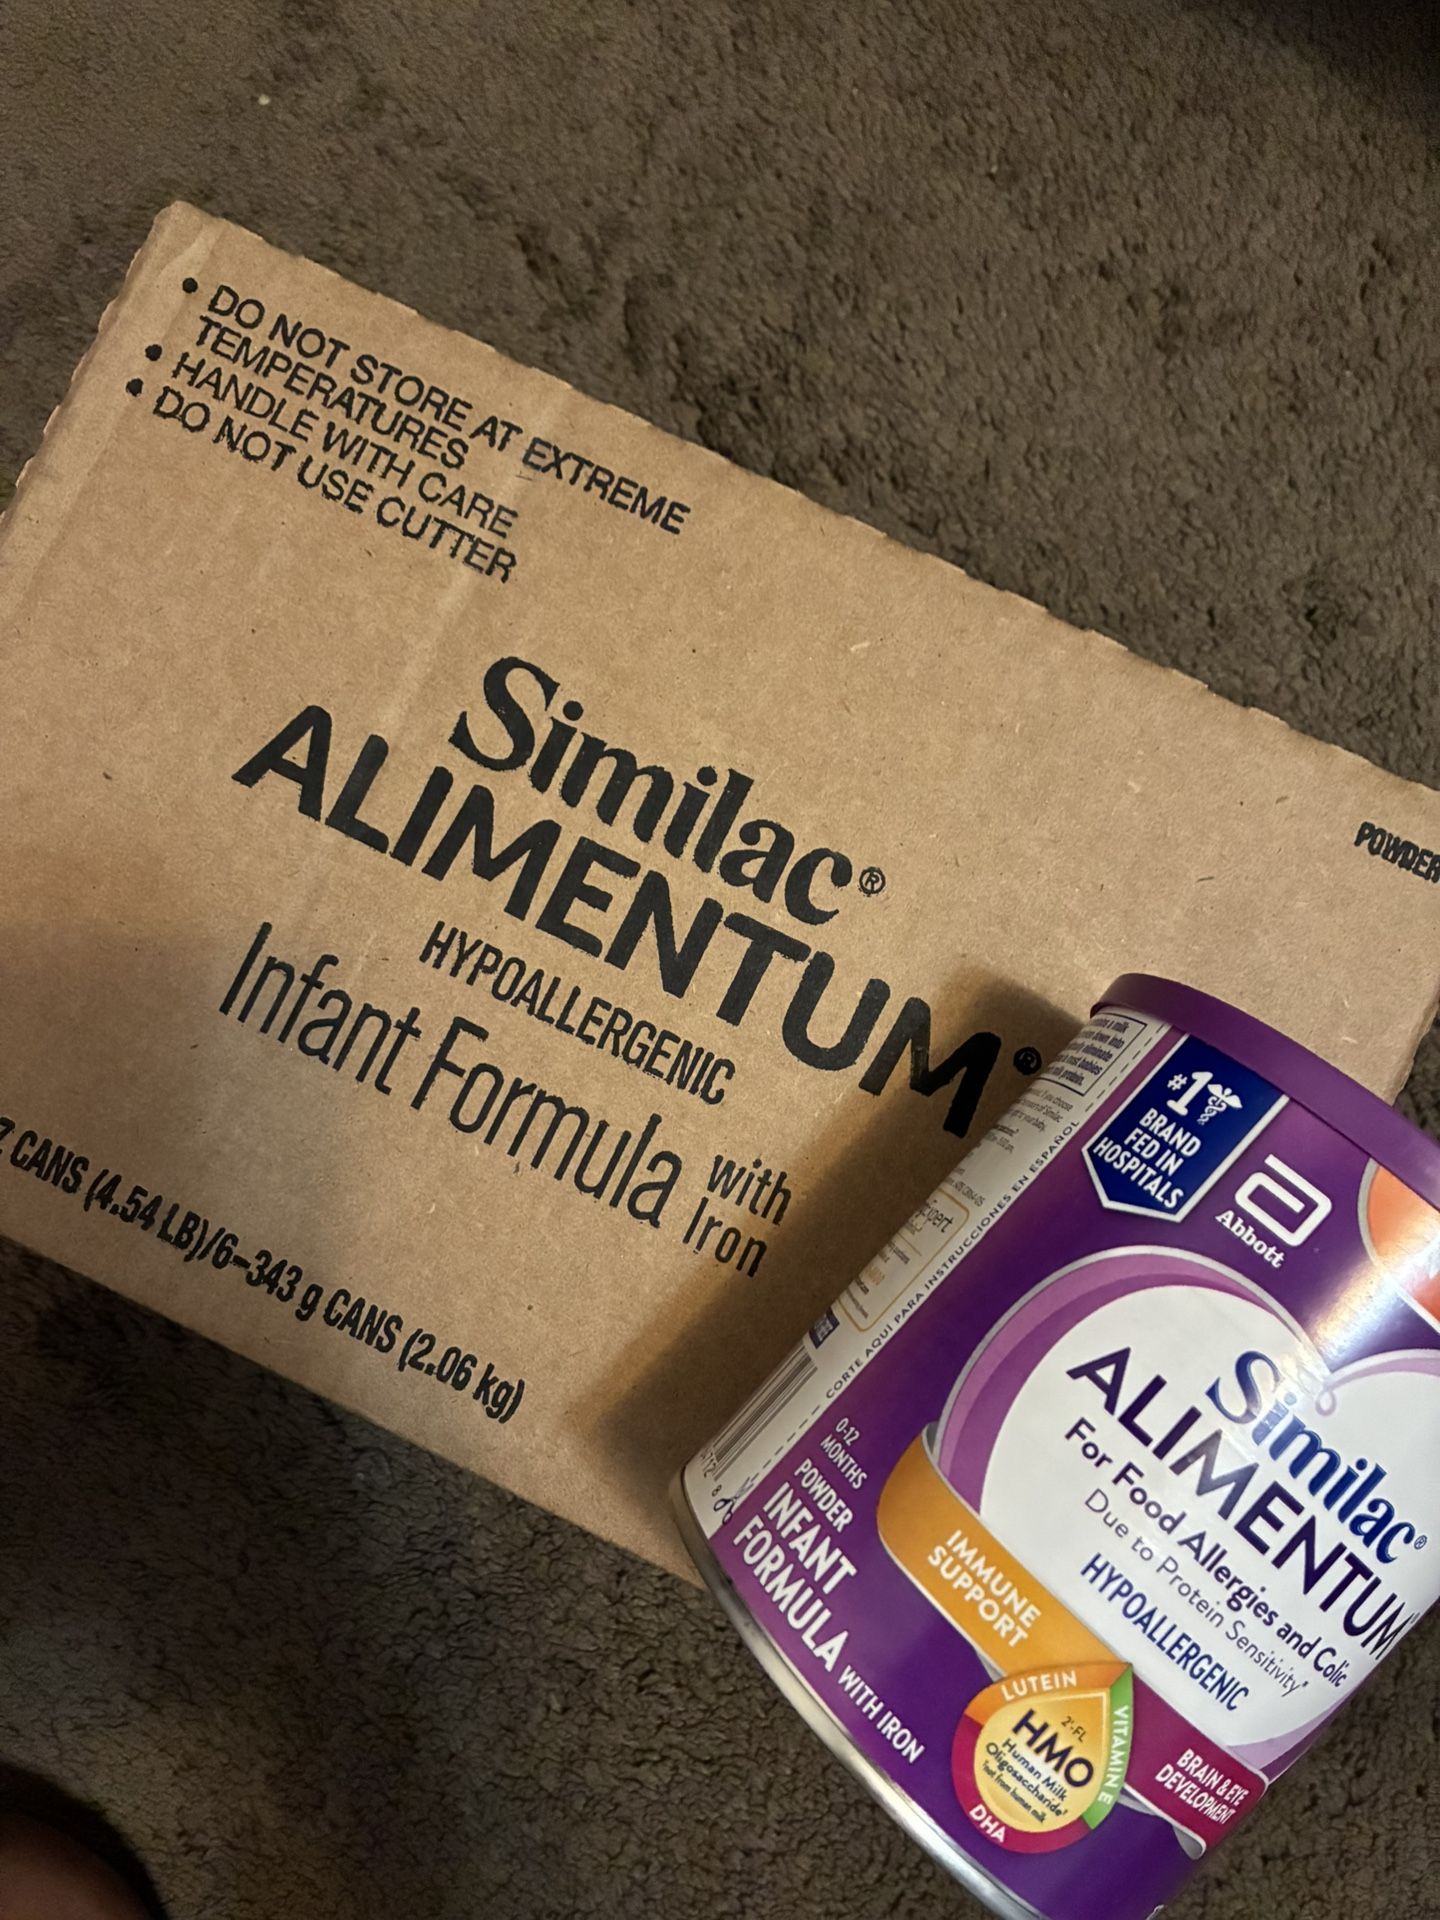 • DO NOT STORE AT EXTREME
TEMPERATURES
• HANDLE WITH CARE
• DO NOT USE CUTTER
Similac®
ALIMENTUM®
HYPOALLERGENIC
Infant Formula with
Iron
POWDER
CANS (4.54 LB)/6-343 g CANS (2.06 kg)
#1
BRAND
FED IN
HOSPITALS
Abbott
CORTE AQUI PARA INSTRUCCIONES EN ESPAÑOL
Similac®
ALIMENTUM®
For Food Allergies and Colic
Due to Protein Sensitivity*
HYPOALLERGENIC
0-12
MONTHS
POWDER
INFANT
FORMULA WITH IRON
IMMUNE
SUPPORT
LUTEIN
VITAMIN E
DHA
2'-FL
HMO
Human Milk
Oligosaccharide†
†not from human milk
BRAIN & EYE
DEVELOPMENT